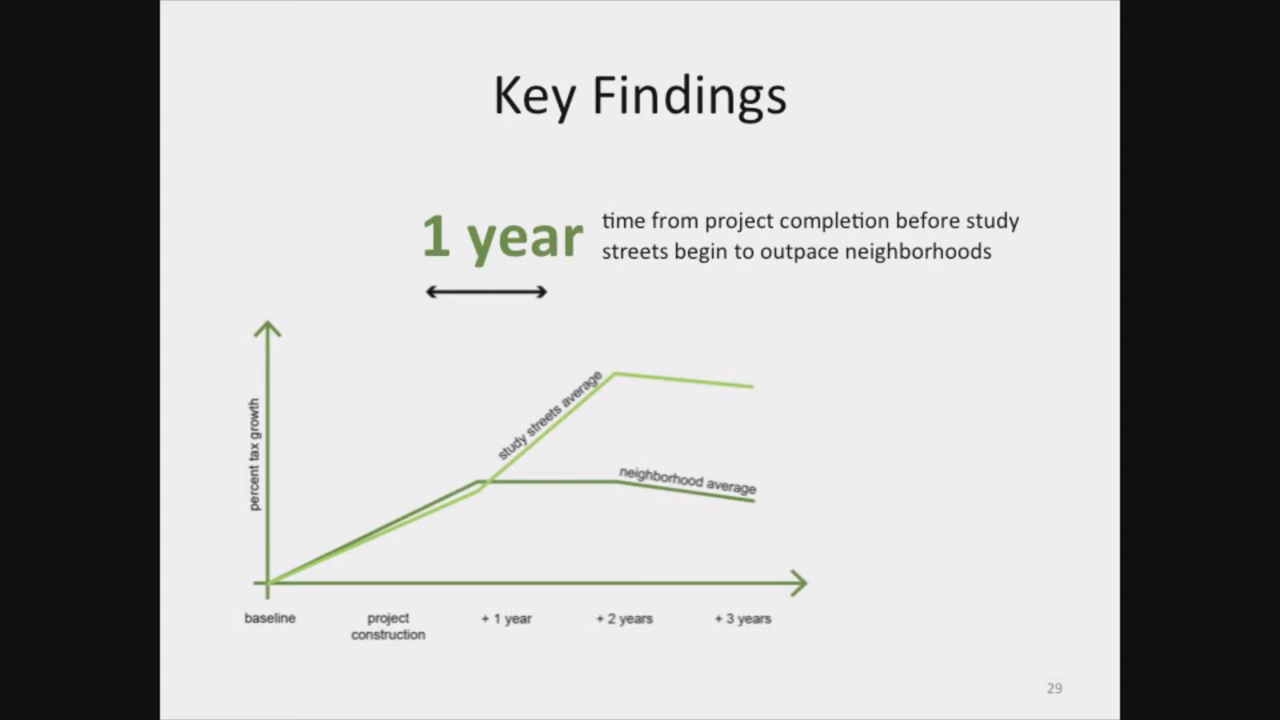 Key Findings
1 year
time from project completion before study
streets begin to outpace neighborhoods
percent tax growth
study streets average
neighborhood average
baseline
project
construction
+ 1 year
+ 2 years
+ 3 years
29